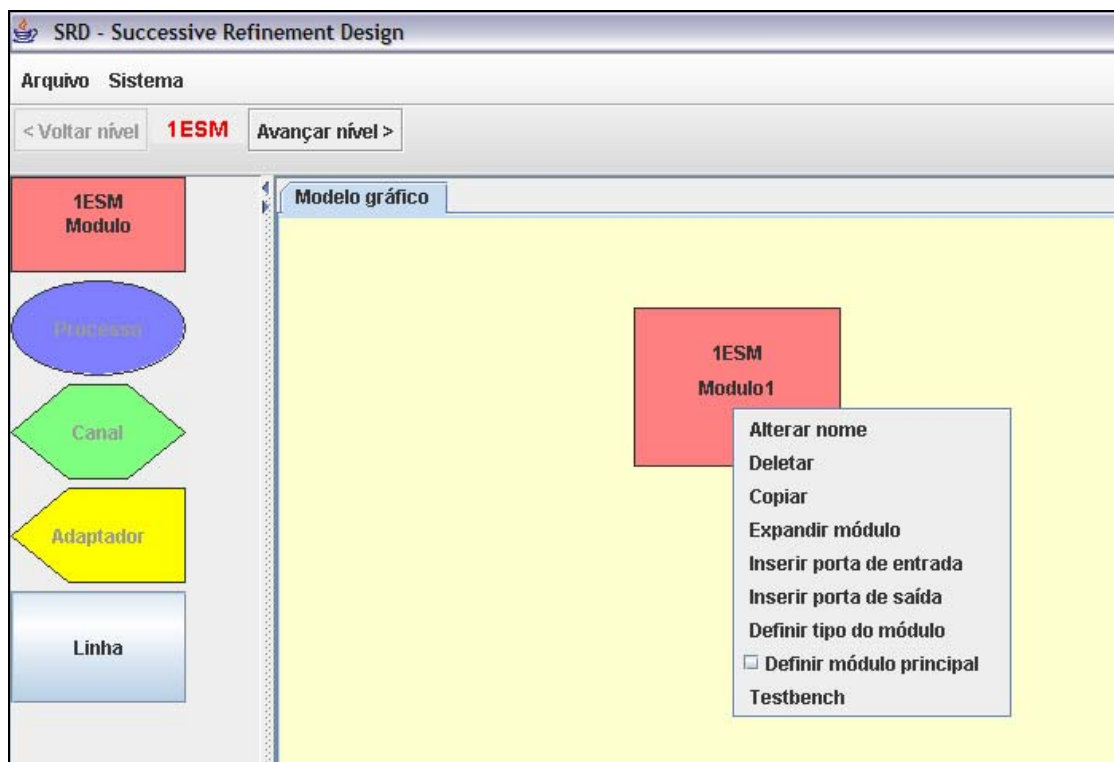 SRD - Successive Refinement Design
Arquivo Sistema
< Voltar nível 1ESM Avançar nível >
1ESM
Modulo
Processo
Canal
Adaptador
Linha
Modelo gráfico
1ESM
Modulo1
Alterar nome
Deletar
Copiar
Expandir módulo
Inserir porta de entrada
Inserir porta de saída
Definir tipo do módulo
Definir módulo principal
Testbench